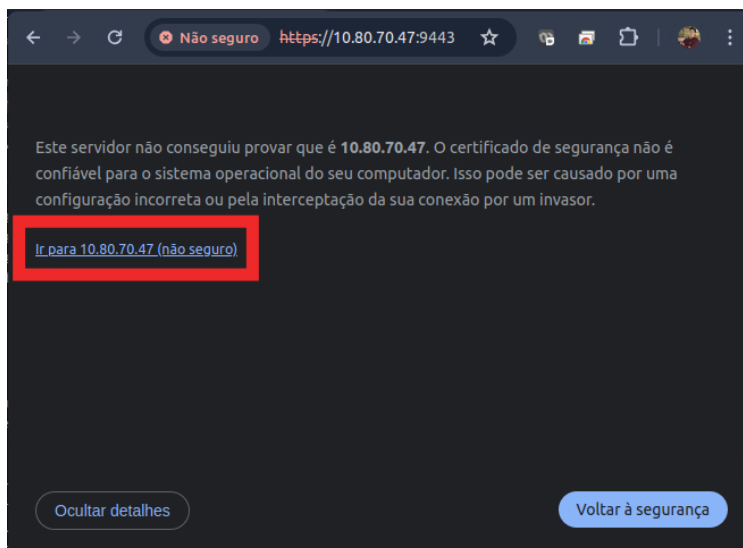 Não seguro https://10.80.70.47:9443
Este servidor não conseguiu provar que é 10.80.70.47. O certificado de segurança não é
confiável para o sistema operacional do seu computador. Isso pode ser causado por uma
configuração incorreta ou pela interceptação da sua conexão por um invasor.
Ir para 10.80.70.47 (não seguro)
Ocultar detalhes
Voltar à segurança